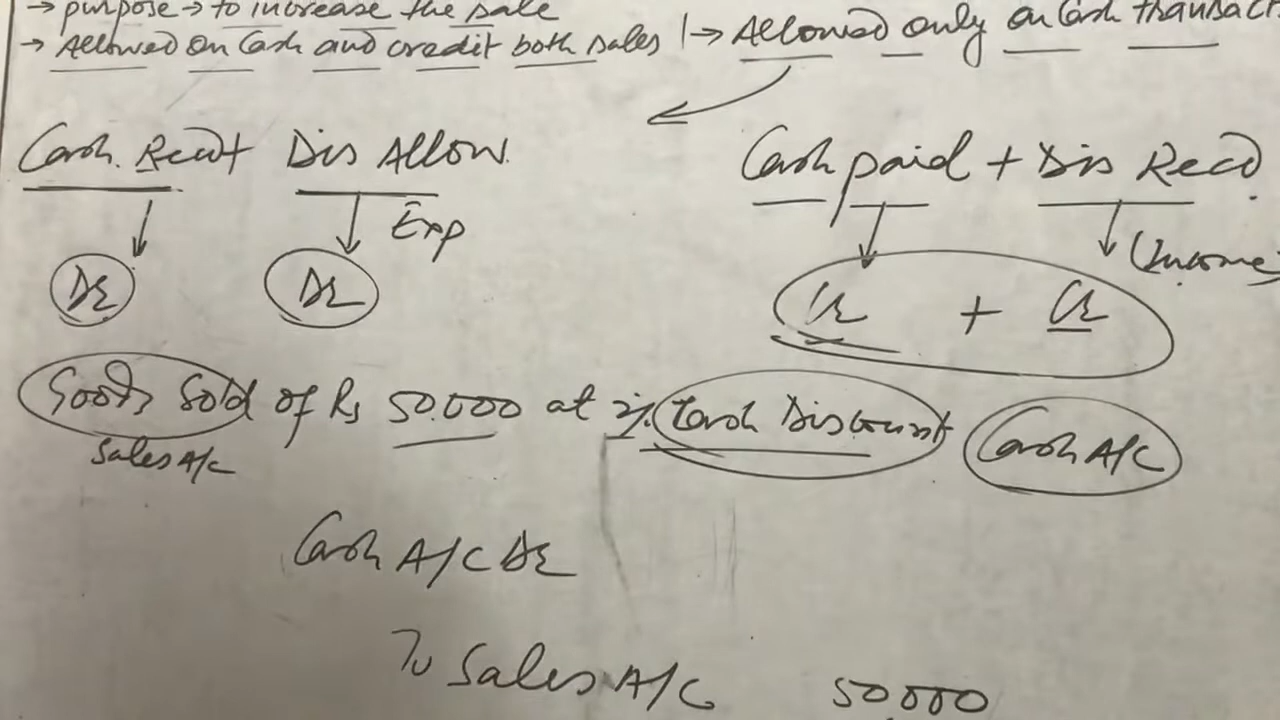 → purpose → to increase the sale
→ Allowed on Cash and credit both sales | → Allowed only on Cash transact
Cash Recd + Dis Allow.
Cash paid + Dis Recd.
Exp
(Income)
Dr Dr
Cr + Cr
Goods Sold of Rs 50.000 at 2% Cash Discount Cash A/C
Sales A/C
Cash A/C Dr
To Sales A/C 50,000